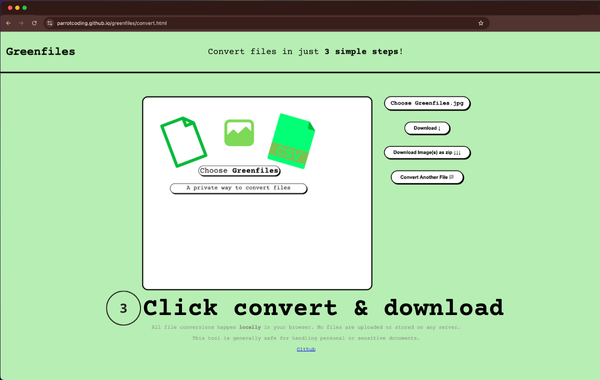 parrotcoding.github.io/greenfiles/convert.html
Greenfiles
Convert files in just 3 simple steps!
Choose Greenfiles
A private way to convert files
Choose Greenfiles.jpg
Download ↓
Download Image(s) as zip ↓↓↓
Convert Another File
3
Click convert & download
All file conversions happen locally in your browser. No files are uploaded or stored on any server.
This tool is generally safe for handling personal or sensitive documents.
Github